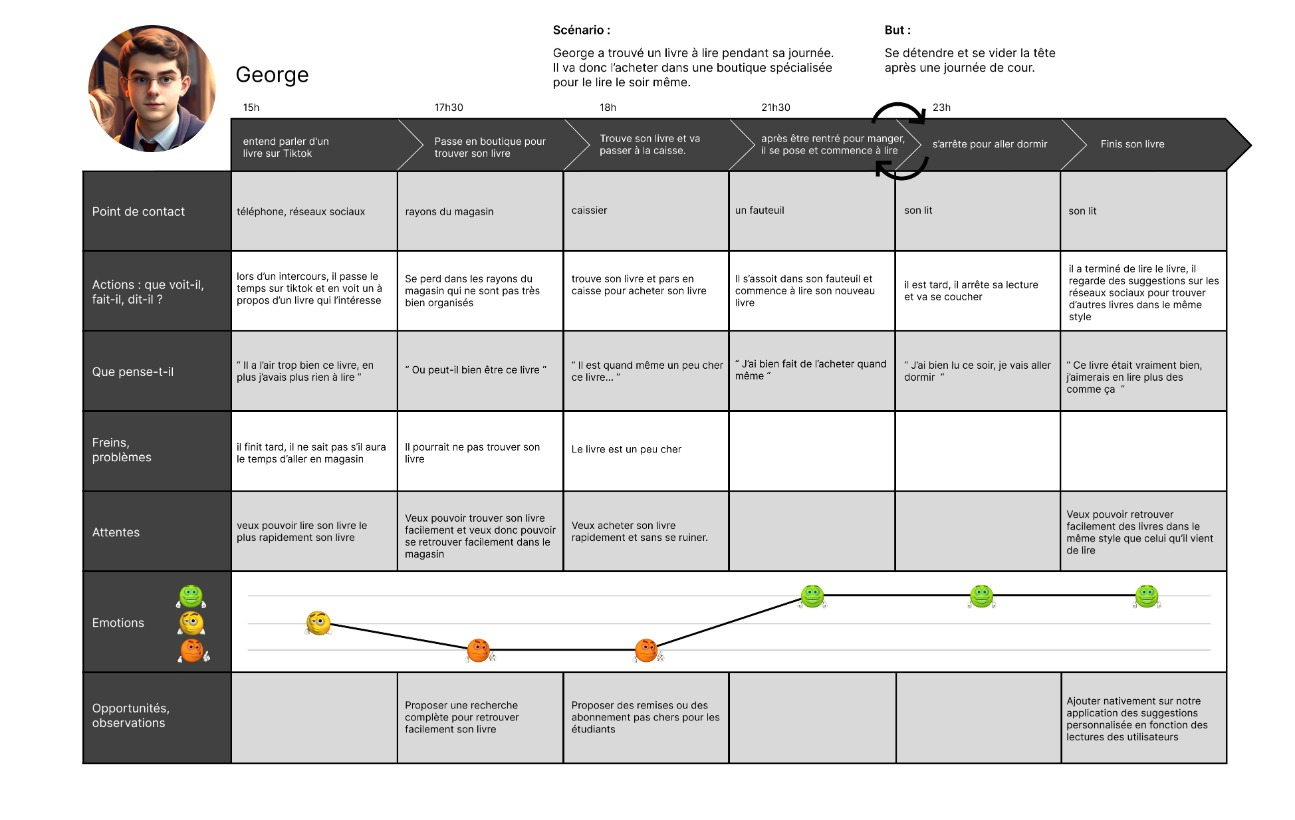 Scénario :
George a trouvé un livre à lire pendant sa journée.
Il va donc l'acheter dans une boutique spécialisée
pour le lire le soir même.
But :
Se détendre et se vider la tête
après une journée de cour.
George
15h
17h30
18h
21h30
23h
entend parler d'un
livre sur Tiktok
Passe en boutique pour
trouver son livre
Trouve son livre et va
passer à la caisse.
après être rentré pour manger,
il se pose et commence à lire
s'arrête pour aller dormir
Finis son livre
Point de contact
téléphone, réseaux sociaux
rayons du magasin
caissier
un fauteuil
son lit
son lit
Actions : que voit-il,
fait-il, dit-il ?
lors d'un intercours, il passe le
temps sur tiktok et en voit un à
propos d'un livre qui l'intéresse
Se perd dans les rayons du
magasin qui ne sont pas très
bien organisés
trouve son livre et pars en
caisse pour acheter son livre
Il s'assoit dans son fauteuil et
commence à lire son nouveau
livre
il est tard, il arrête sa lecture
et va se coucher
il a terminé de lire le livre, il
regarde des suggestions sur les
réseaux sociaux pour trouver
d'autres livres dans le même
style
Que pense-t-il
" Il a l'air trop bien ce livre, en
plus j'avais plus rien à lire "
" Ou peut-il bien être ce livre "
" Il est quand même un peu cher
ce livre... "
" J'ai bien fait de l'acheter quand
même "
" J'ai bien lu ce soir, je vais aller
dormir "
" Ce livre était vraiment bien,
j'aimerais en lire plus des
comme ça "
Freins,
problèmes
il finit tard, il ne sait pas s'il aura
le temps d'aller en magasin
Il pourrait ne pas trouver son
livre
Le livre est un peu cher
Attentes
veux pouvoir lire son livre le
plus rapidement son livre
Veux pouvoir trouver son livre
facilement et veux donc pouvoir
se retrouver facilement dans le
magasin
Veux acheter son livre
rapidement et sans se ruiner.
Veux pouvoir retrouver
facilement des livres dans le
même style que celui qu'il vient
de lire
Emotions
Opportunités,
observations
Proposer une recherche
complète pour retrouver
facilement son livre
Proposer des remises ou des
abonnement pas chers pour les
étudiants
Ajouter nativement sur notre
application des suggestions
personnalisée en fonction des
lectures des utilisateurs